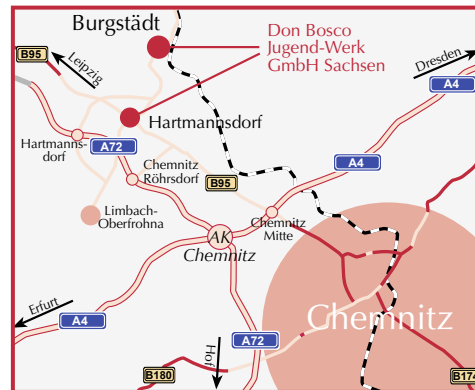 Burgstädt
Don Bosco
Jugend-Werk
GmbH Sachsen
B95
Leipzig
Dresden
A4
Hartmannsdorf
Hartmanns-
dorf
A72
A4
Chemnitz
Röhrsdorf
B95
Limbach-
Oberfrohna
Chemnitz
Mitte
AK
Chemnitz
Erfurt
A4
Chemnitz
Hof
A72
B180
B174